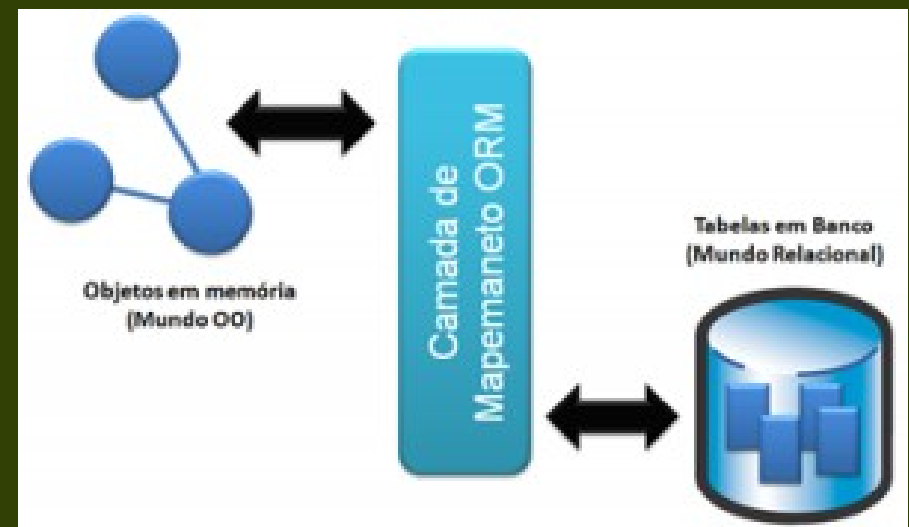 Objetos em memória
(Mundo OO)
Camada de
Mapemaneto ORM
Tabelas em Banco
(Mundo Relacional)